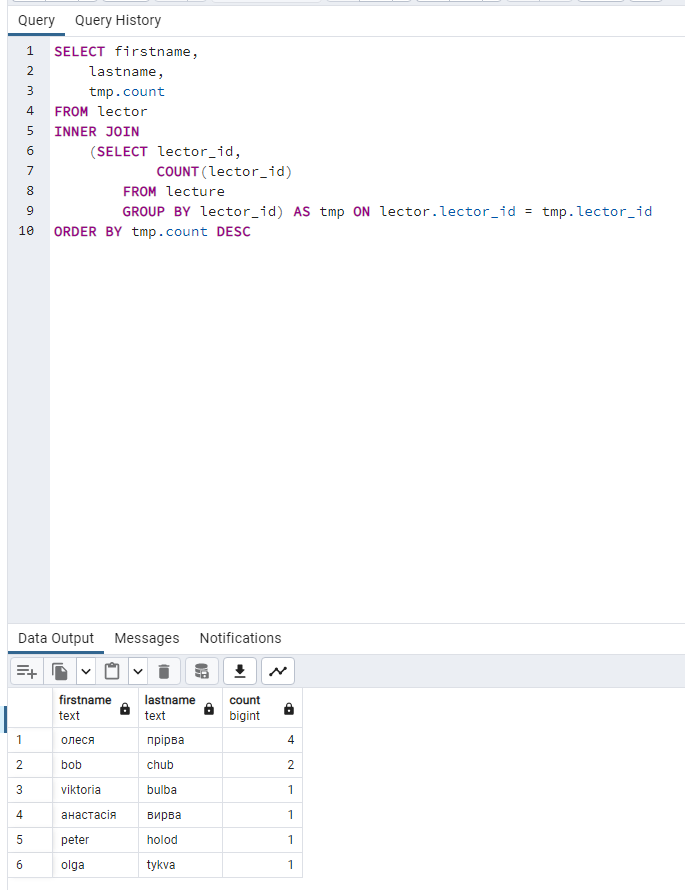 Query Query History
1 SELECT firstname,
2 lastname,
3 tmp.count
4 FROM lector
5 INNER JOIN
6 (SELECT lector_id,
7 COUNT(lector_id)
8 FROM lecture
9 GROUP BY lector_id) AS tmp ON lector.lector_id = tmp.lector_id
10 ORDER BY tmp.count DESC
Data Output Messages Notifications
firstname lastname count
text text bigint
1 олеся прірва 4
2 bob chub 2
3 viktoria bulba 1
4 анастасія вирва 1
5 peter holod 1
6 olga tykva 1